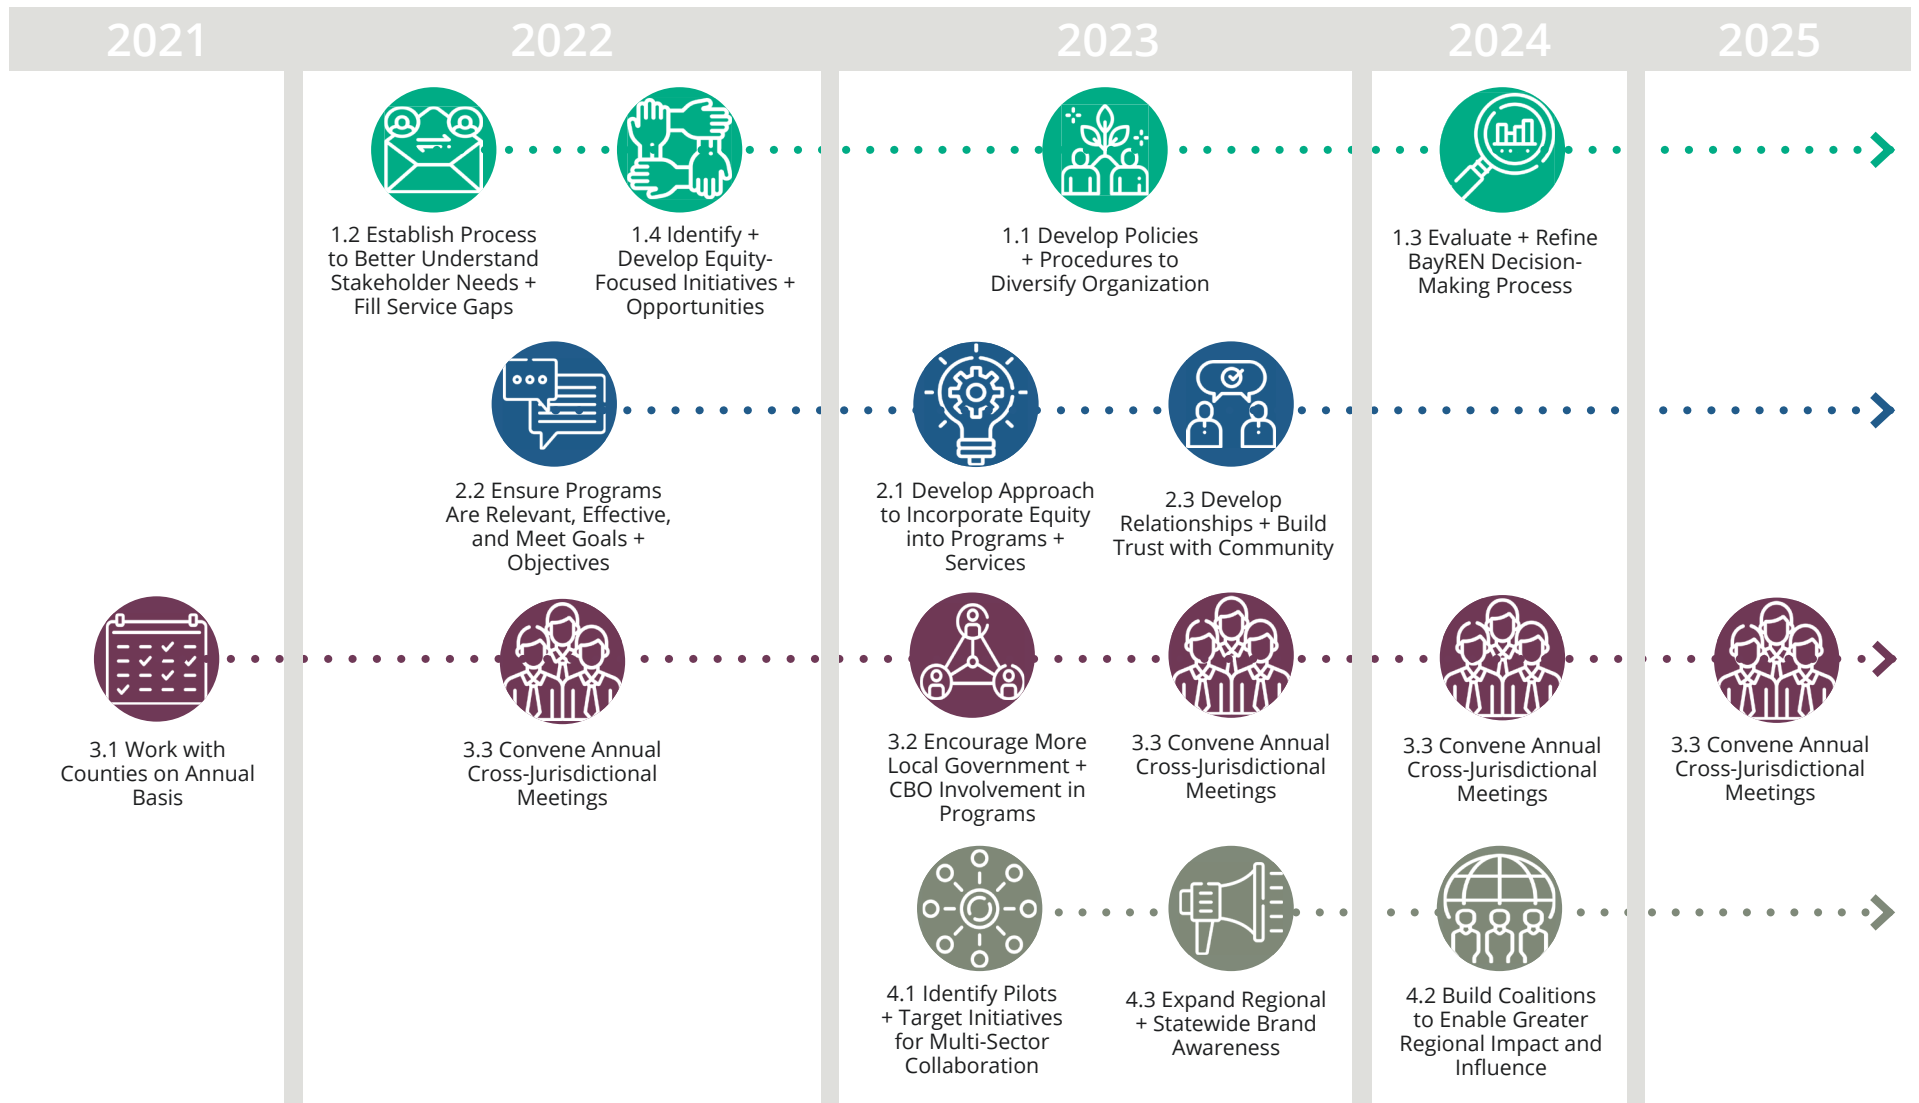 2021
2022
2023
2024
2025
1.2 Establish Process
to Better Understand
Stakeholder Needs +
Fill Service Gaps
1.4 Identify +
Develop Equity-
Focused Initiatives +
Opportunities
1.1 Develop Policies
+ Procedures to
Diversify Organization
1.3 Evaluate + Refine
BayREN Decision-
Making Process
2.2 Ensure Programs
Are Relevant, Effective,
and Meet Goals +
Objectives
2.1 Develop Approach
to Incorporate Equity
into Programs +
Services
2.3 Develop
Relationships + Build
Trust with Community
3.1 Work with
Counties on Annual
Basis
3.3 Convene Annual
Cross-Jurisdictional
Meetings
3.2 Encourage More
Local Government +
CBO Involvement in
Programs
3.3 Convene Annual
Cross-Jurisdictional
Meetings
3.3 Convene Annual
Cross-Jurisdictional
Meetings
3.3 Convene Annual
Cross-Jurisdictional
Meetings
4.1 Identify Pilots
+ Target Initiatives
for Multi-Sector
Collaboration
4.3 Expand Regional
+ Statewide Brand
Awareness
4.2 Build Coalitions
to Enable Greater
Regional Impact and
Influence